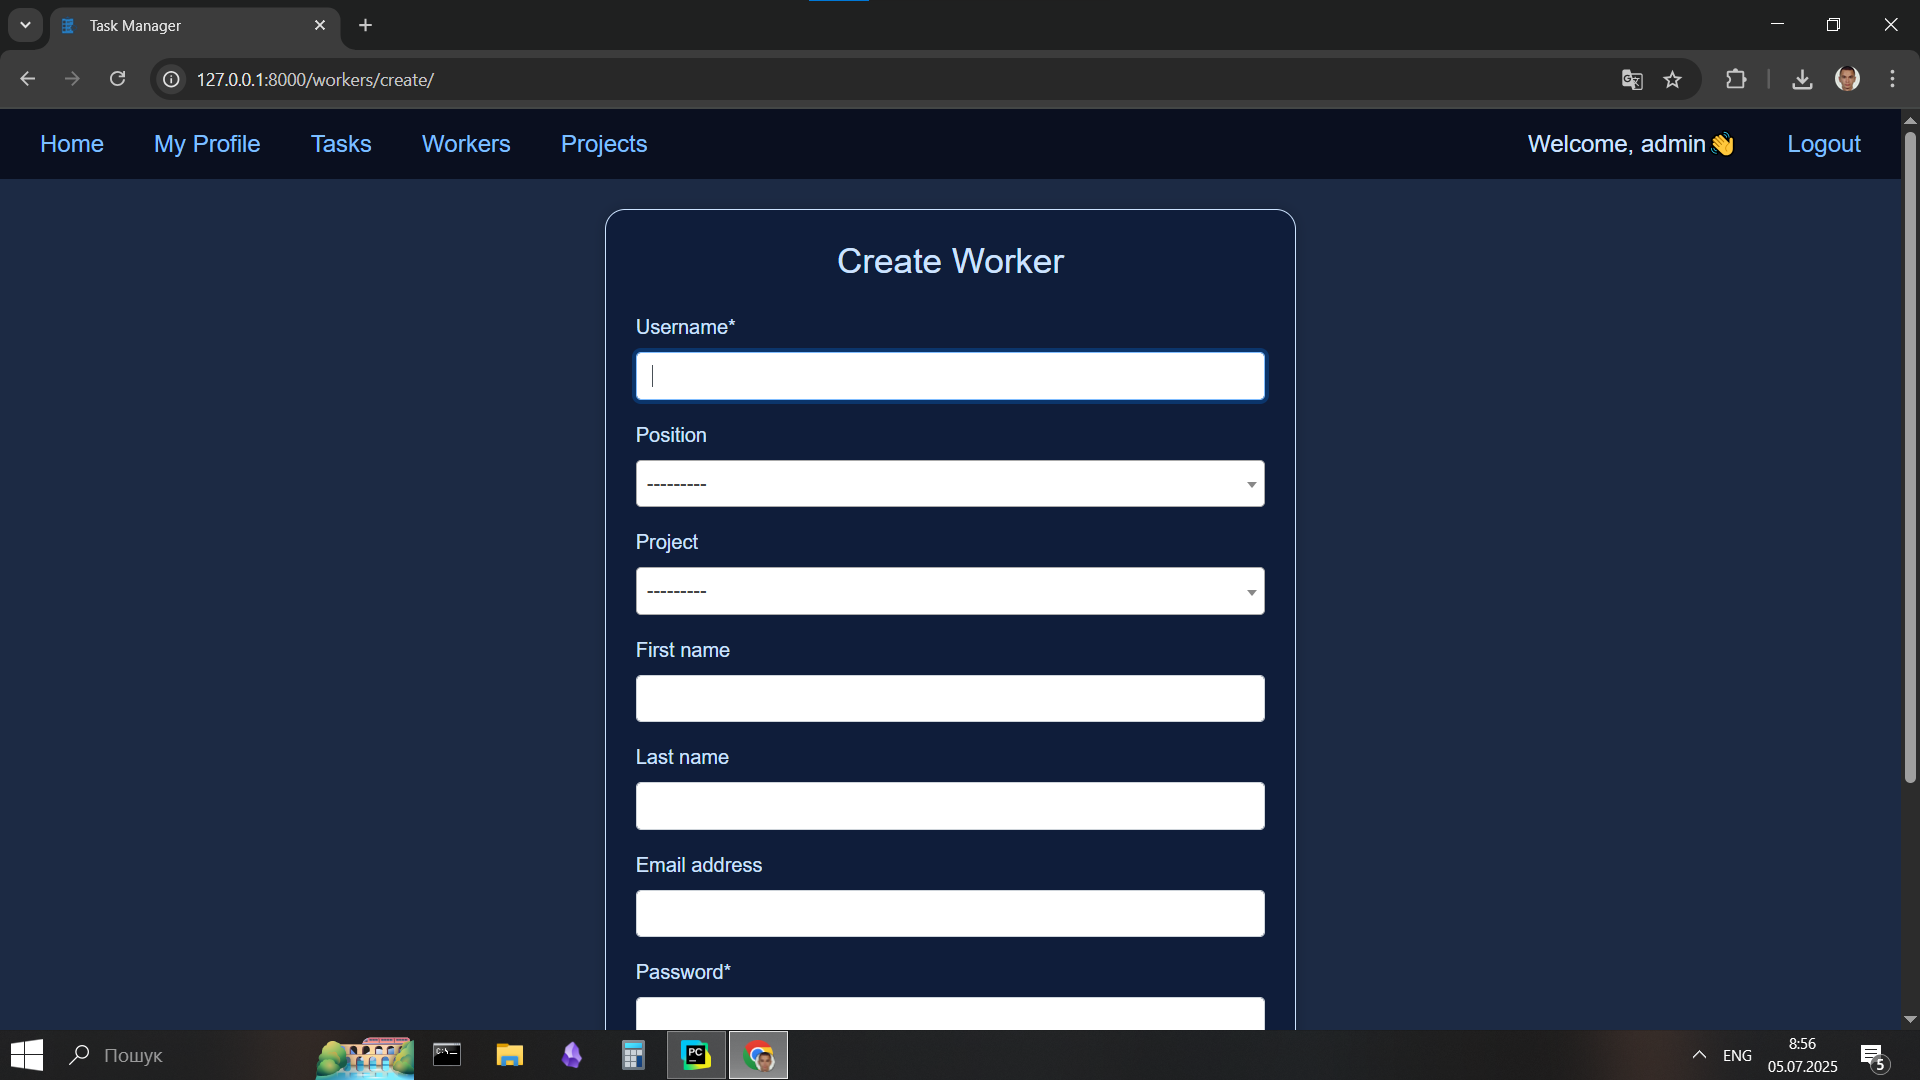 Task Manager
127.0.0.1:8000/workers/create/
Home My Profile Tasks Workers Projects Welcome, admin👋 Logout
Create Worker
Username*
Position
---------
Project
---------
First name
Last name
Email address
Password*
Пошук
ENG
8:56
05.07.2025
5